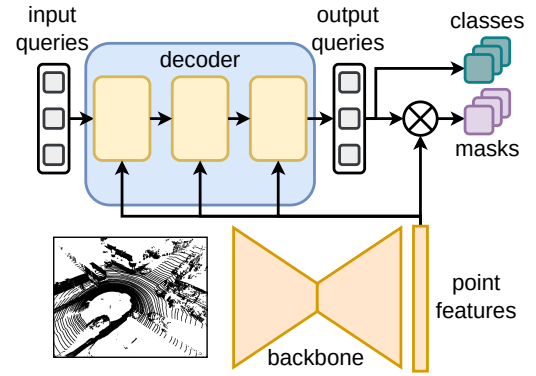 input
queries
decoder
output
queries
classes
masks
point
features
backbone